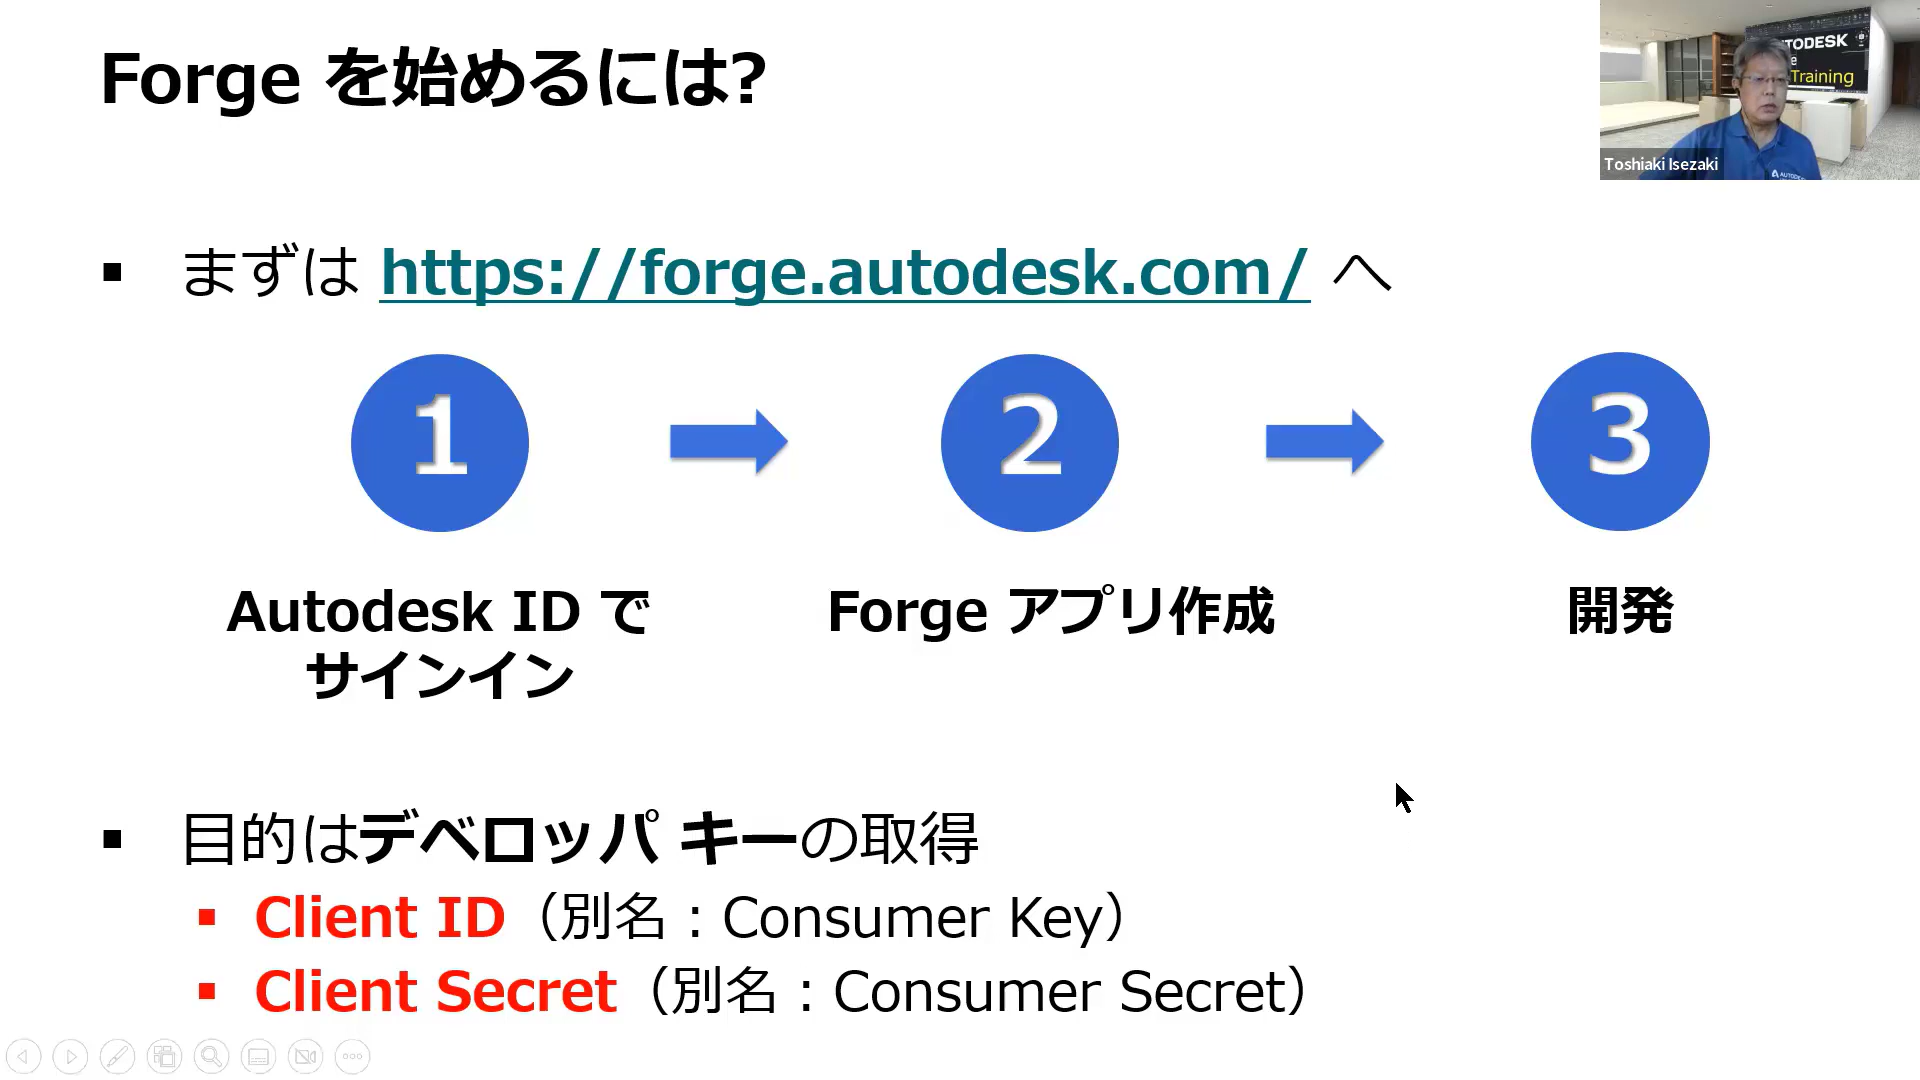 Forge を始めるには?
AUTODESK
Training
Toshiaki Isezaki
AUTODESK
まずは https://forge.autodesk.com/ へ
1
2
3
Autodesk ID で
サインイン
Forge アプリ作成
開発
目的はデベロッパ キーの取得
Client ID（別名：Consumer Key）
Client Secret（別名：Consumer Secret）